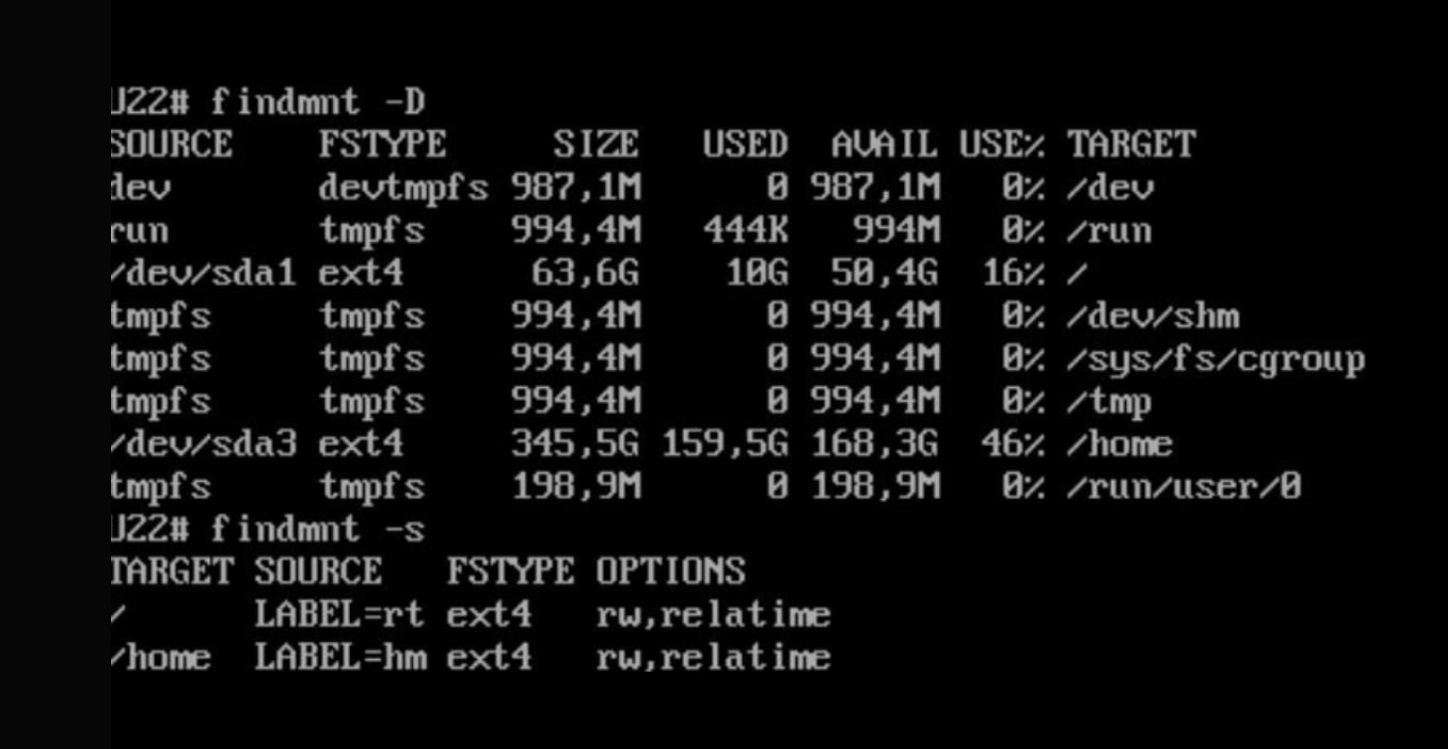 U22# findmnt -D
SOURCE    FSTYPE     SIZE   USED  AVAIL USE% TARGET
dev       devtmpfs 987,1M      0 987,1M   0% /dev
run       tmpfs    994,4M   444K   994M   0% /run
/dev/sda1 ext4      63,6G    10G  50,4G  16% /
tmpfs     tmpfs    994,4M      0 994,4M   0% /dev/shm
tmpfs     tmpfs    994,4M      0 994,4M   0% /sys/fs/cgroup
tmpfs     tmpfs    994,4M      0 994,4M   0% /tmp
/dev/sda3 ext4     345,5G 159,5G 168,3G  46% /home
tmpfs     tmpfs    198,9M      0 198,9M   0% /run/user/0
U22# findmnt -s
TARGET SOURCE   FSTYPE OPTIONS
/      LABEL=rt ext4   rw,relatime
/home  LABEL=hm ext4   rw,relatime